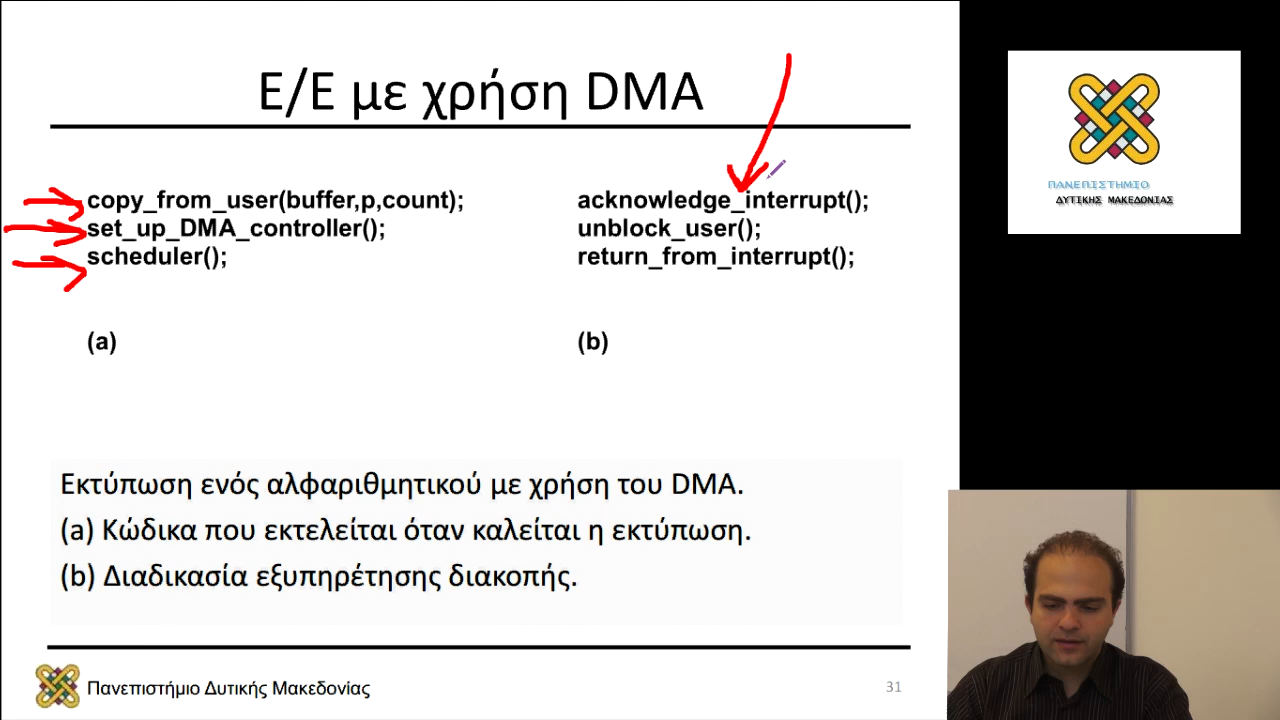 Ε/Ε με χρήση DMA
copy_from_user(buffer,p,count);
set_up_DMA_controller();
scheduler();
(a)
acknowledge_interrupt();
unblock_user();
return_from_interrupt();
(b)
Εκτύπωση ενός αλφαριθμητικού με χρήση του DMA.
(a) Κώδικα που εκτελείται όταν καλείται η εκτύπωση.
(b) Διαδικασία εξυπηρέτησης διακοπής.
Πανεπιστήμιο Δυτικής Μακεδονίας
31
ΠΑΝΕΠΙΣΤΗΜΙΟ
ΔΥΤΙΚΗΣ ΜΑΚΕΔΟΝΙΑΣ